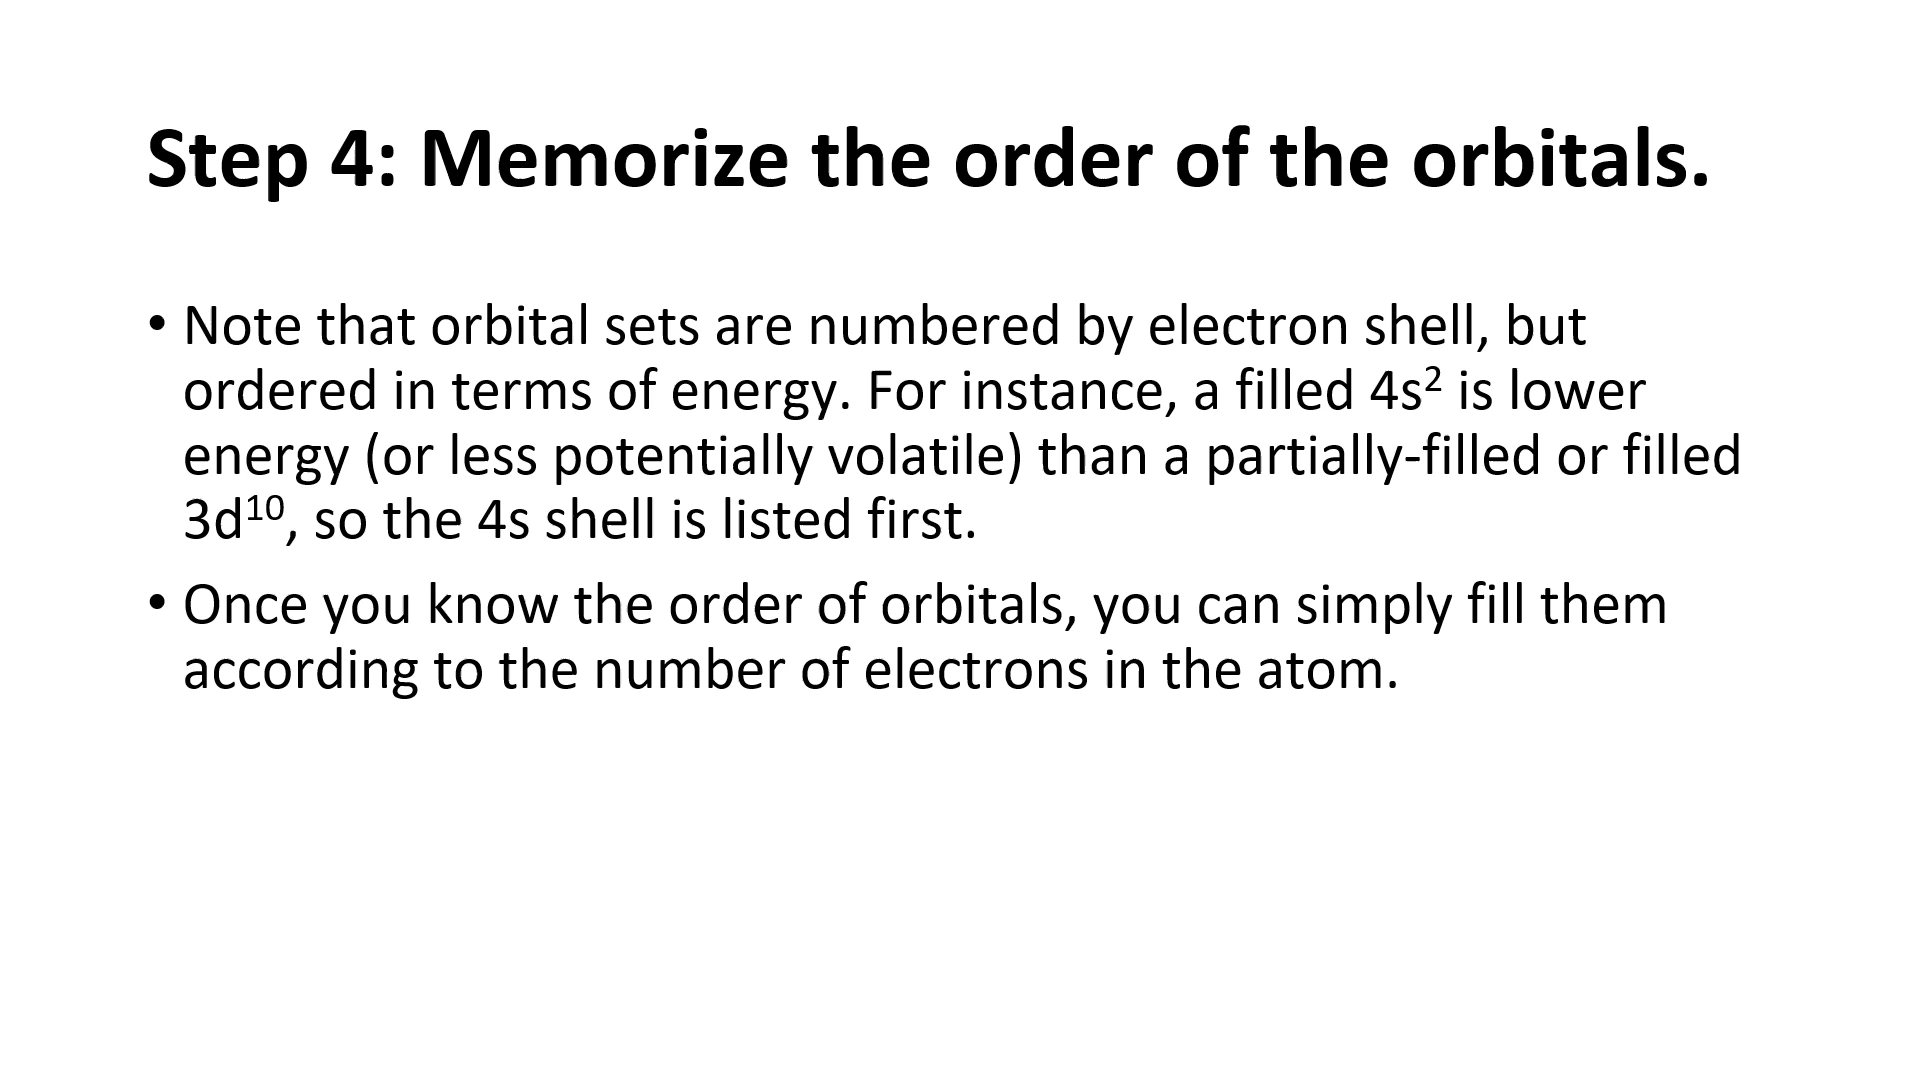 Step 4: Memorize the order of the orbitals.
• Note that orbital sets are numbered by electron shell, but
ordered in terms of energy. For instance, a filled 4s² is lower
energy (or less potentially volatile) than a partially-filled or filled
3d¹⁰, so the 4s shell is listed first.
• Once you know the order of orbitals, you can simply fill them
according to the number of electrons in the atom.